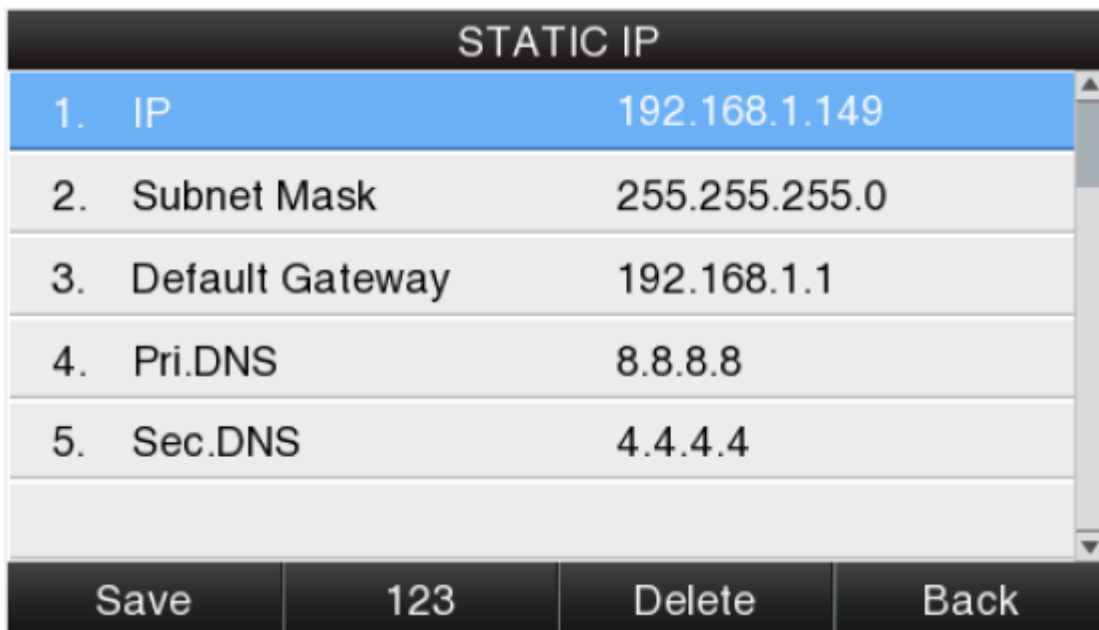 STATIC IP
1. IP 192.168.1.149
2. Subnet Mask 255.255.255.0
3. Default Gateway 192.168.1.1
4. Pri.DNS 8.8.8.8
5. Sec.DNS 4.4.4.4
Save 123 Delete Back